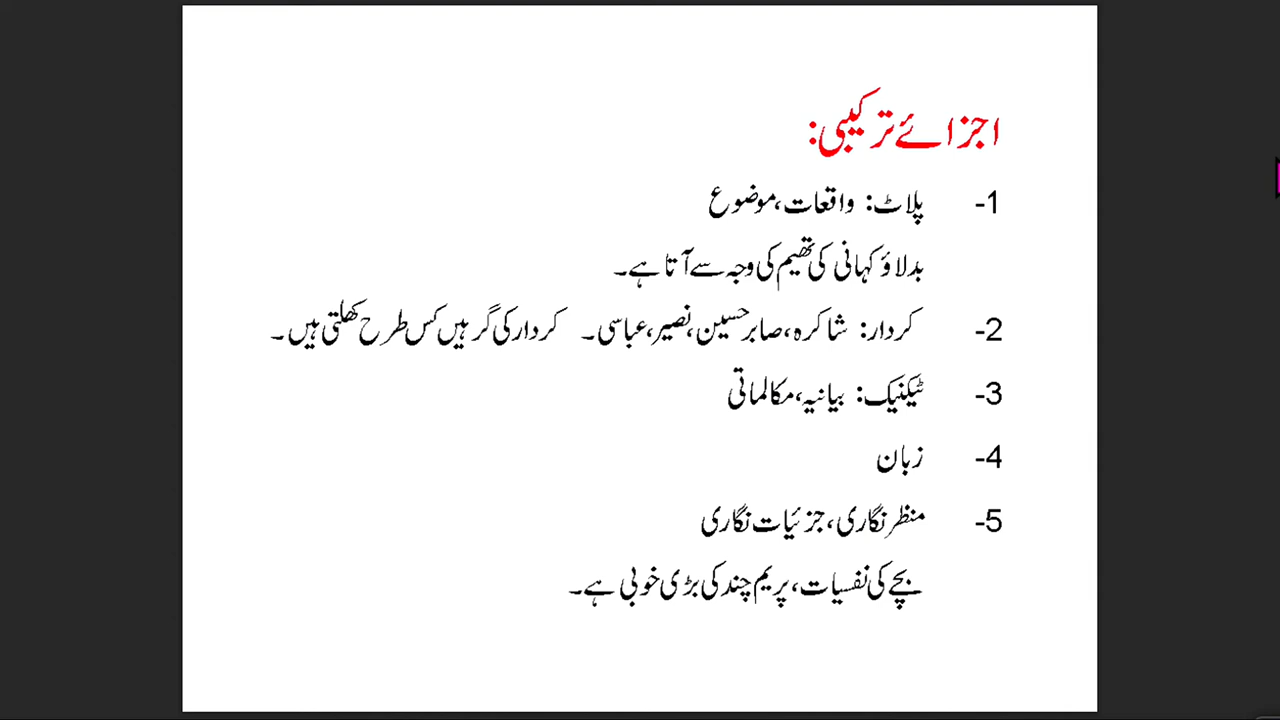 اجزائے ترکیبی:
1- پلاٹ: واقعات، موضوع
بدلاؤ کہانی کی تھیم کی وجہ سے آتا ہے۔
2- کردار: شاکرہ، صابر حسین، نصیر، عباسی۔ کردار کی گرہیں کس طرح کھلتی ہیں۔
3- ٹیکنیک: بیانیہ، مکالماتی
4- زبان
5- منظر نگاری، جزئیات نگاری
بچے کی نفسیات، پریم چند کی بڑی خوبی ہے۔